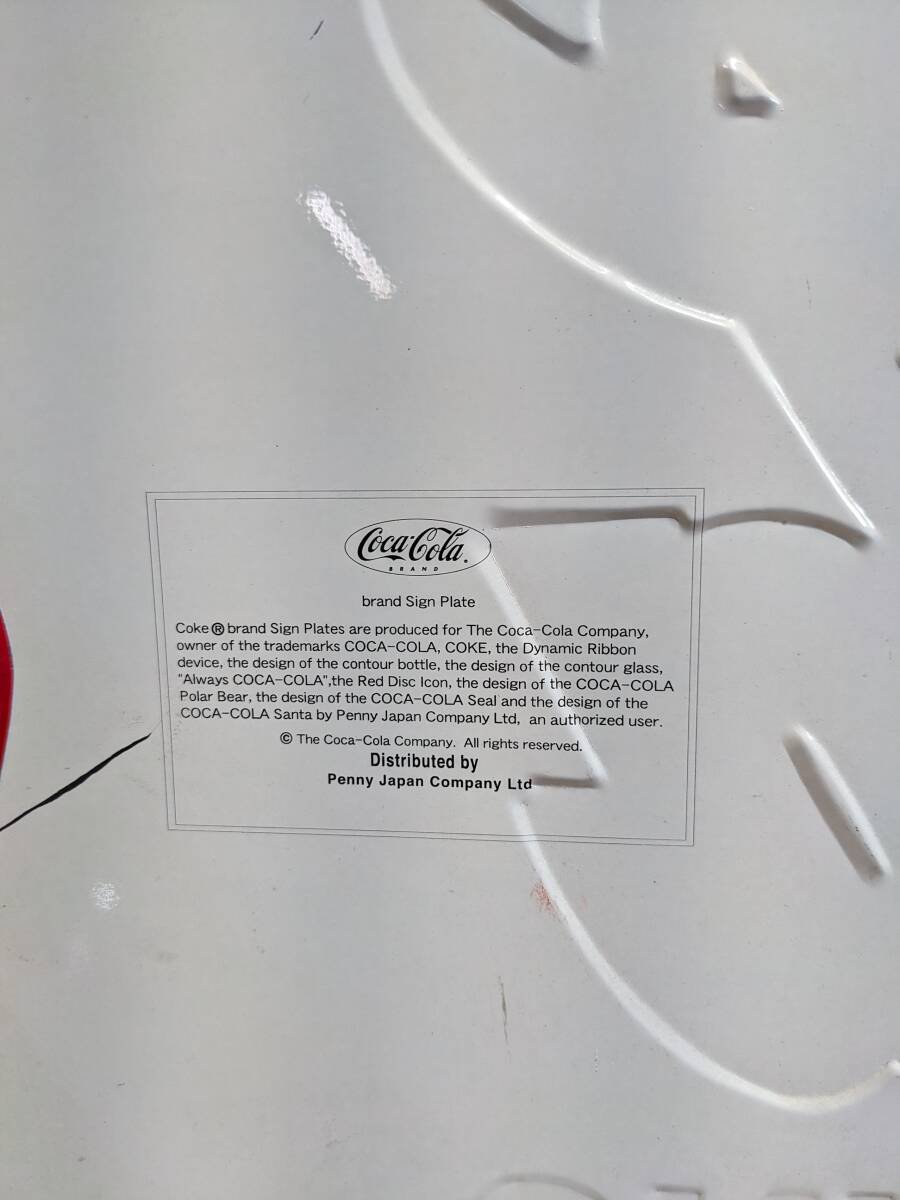 Coca-Cola
BRAND
brand Sign Plate
Coke® brand Sign Plates are produced for The Coca-Cola Company,
owner of the trademarks COCA-COLA, COKE, the Dynamic Ribbon
device, the design of the contour bottle, the design of the contour glass,
"Always COCA-COLA",the Red Disc Icon, the design of the COCA-COLA
Polar Bear, the design of the COCA-COLA Seal and the design of the
COCA-COLA Santa by Penny Japan Company Ltd, an authorized user.
© The Coca-Cola Company. All rights reserved.
Distributed by
Penny Japan Company Ltd